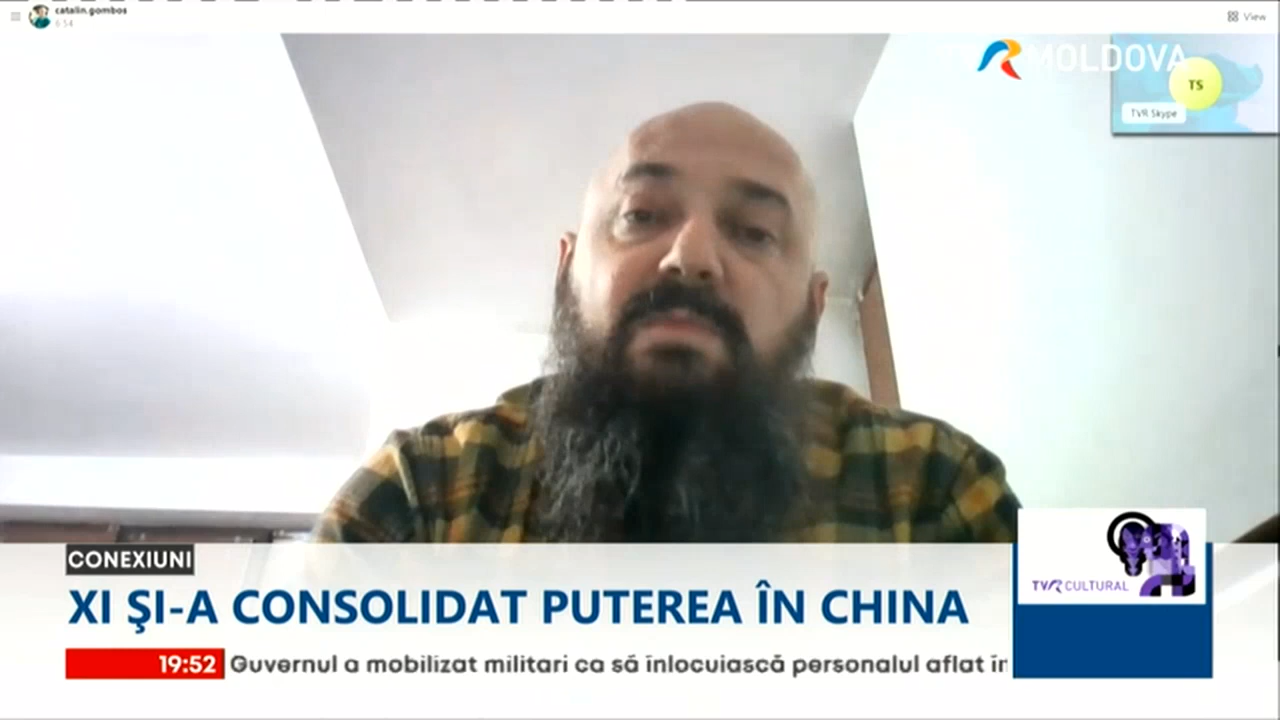 catalin.gombos
6:54
View
MOLDOVA
TS
TVR Skype
CONEXIUNI
XI ŞI-A CONSOLIDAT PUTEREA ÎN CHINA
TVR CULTURAL
19:52 Guvernul a mobilizat militari ca să înlocuiască personalul aflat în